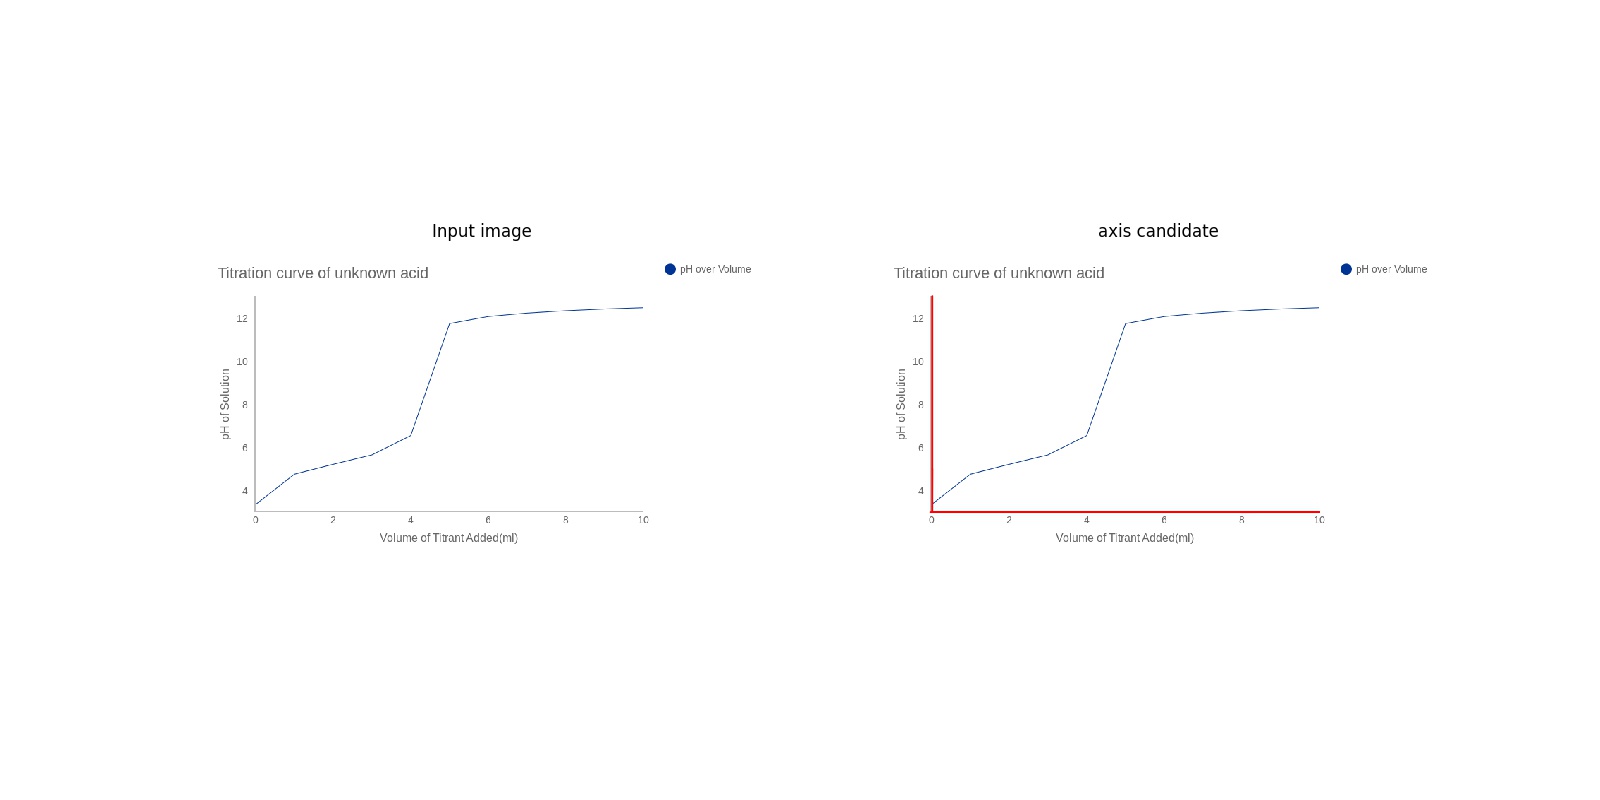 Input image
axis candidate
Titration curve of unknown acid
pH over Volume
12
10
8
6
4
pH of Solution
0 2 4 6 8 10
Volume of Titrant Added(ml)
Titration curve of unknown acid
pH over Volume
12
10
8
6
4
pH of Solution
0 2 4 6 8 10
Volume of Titrant Added(ml)